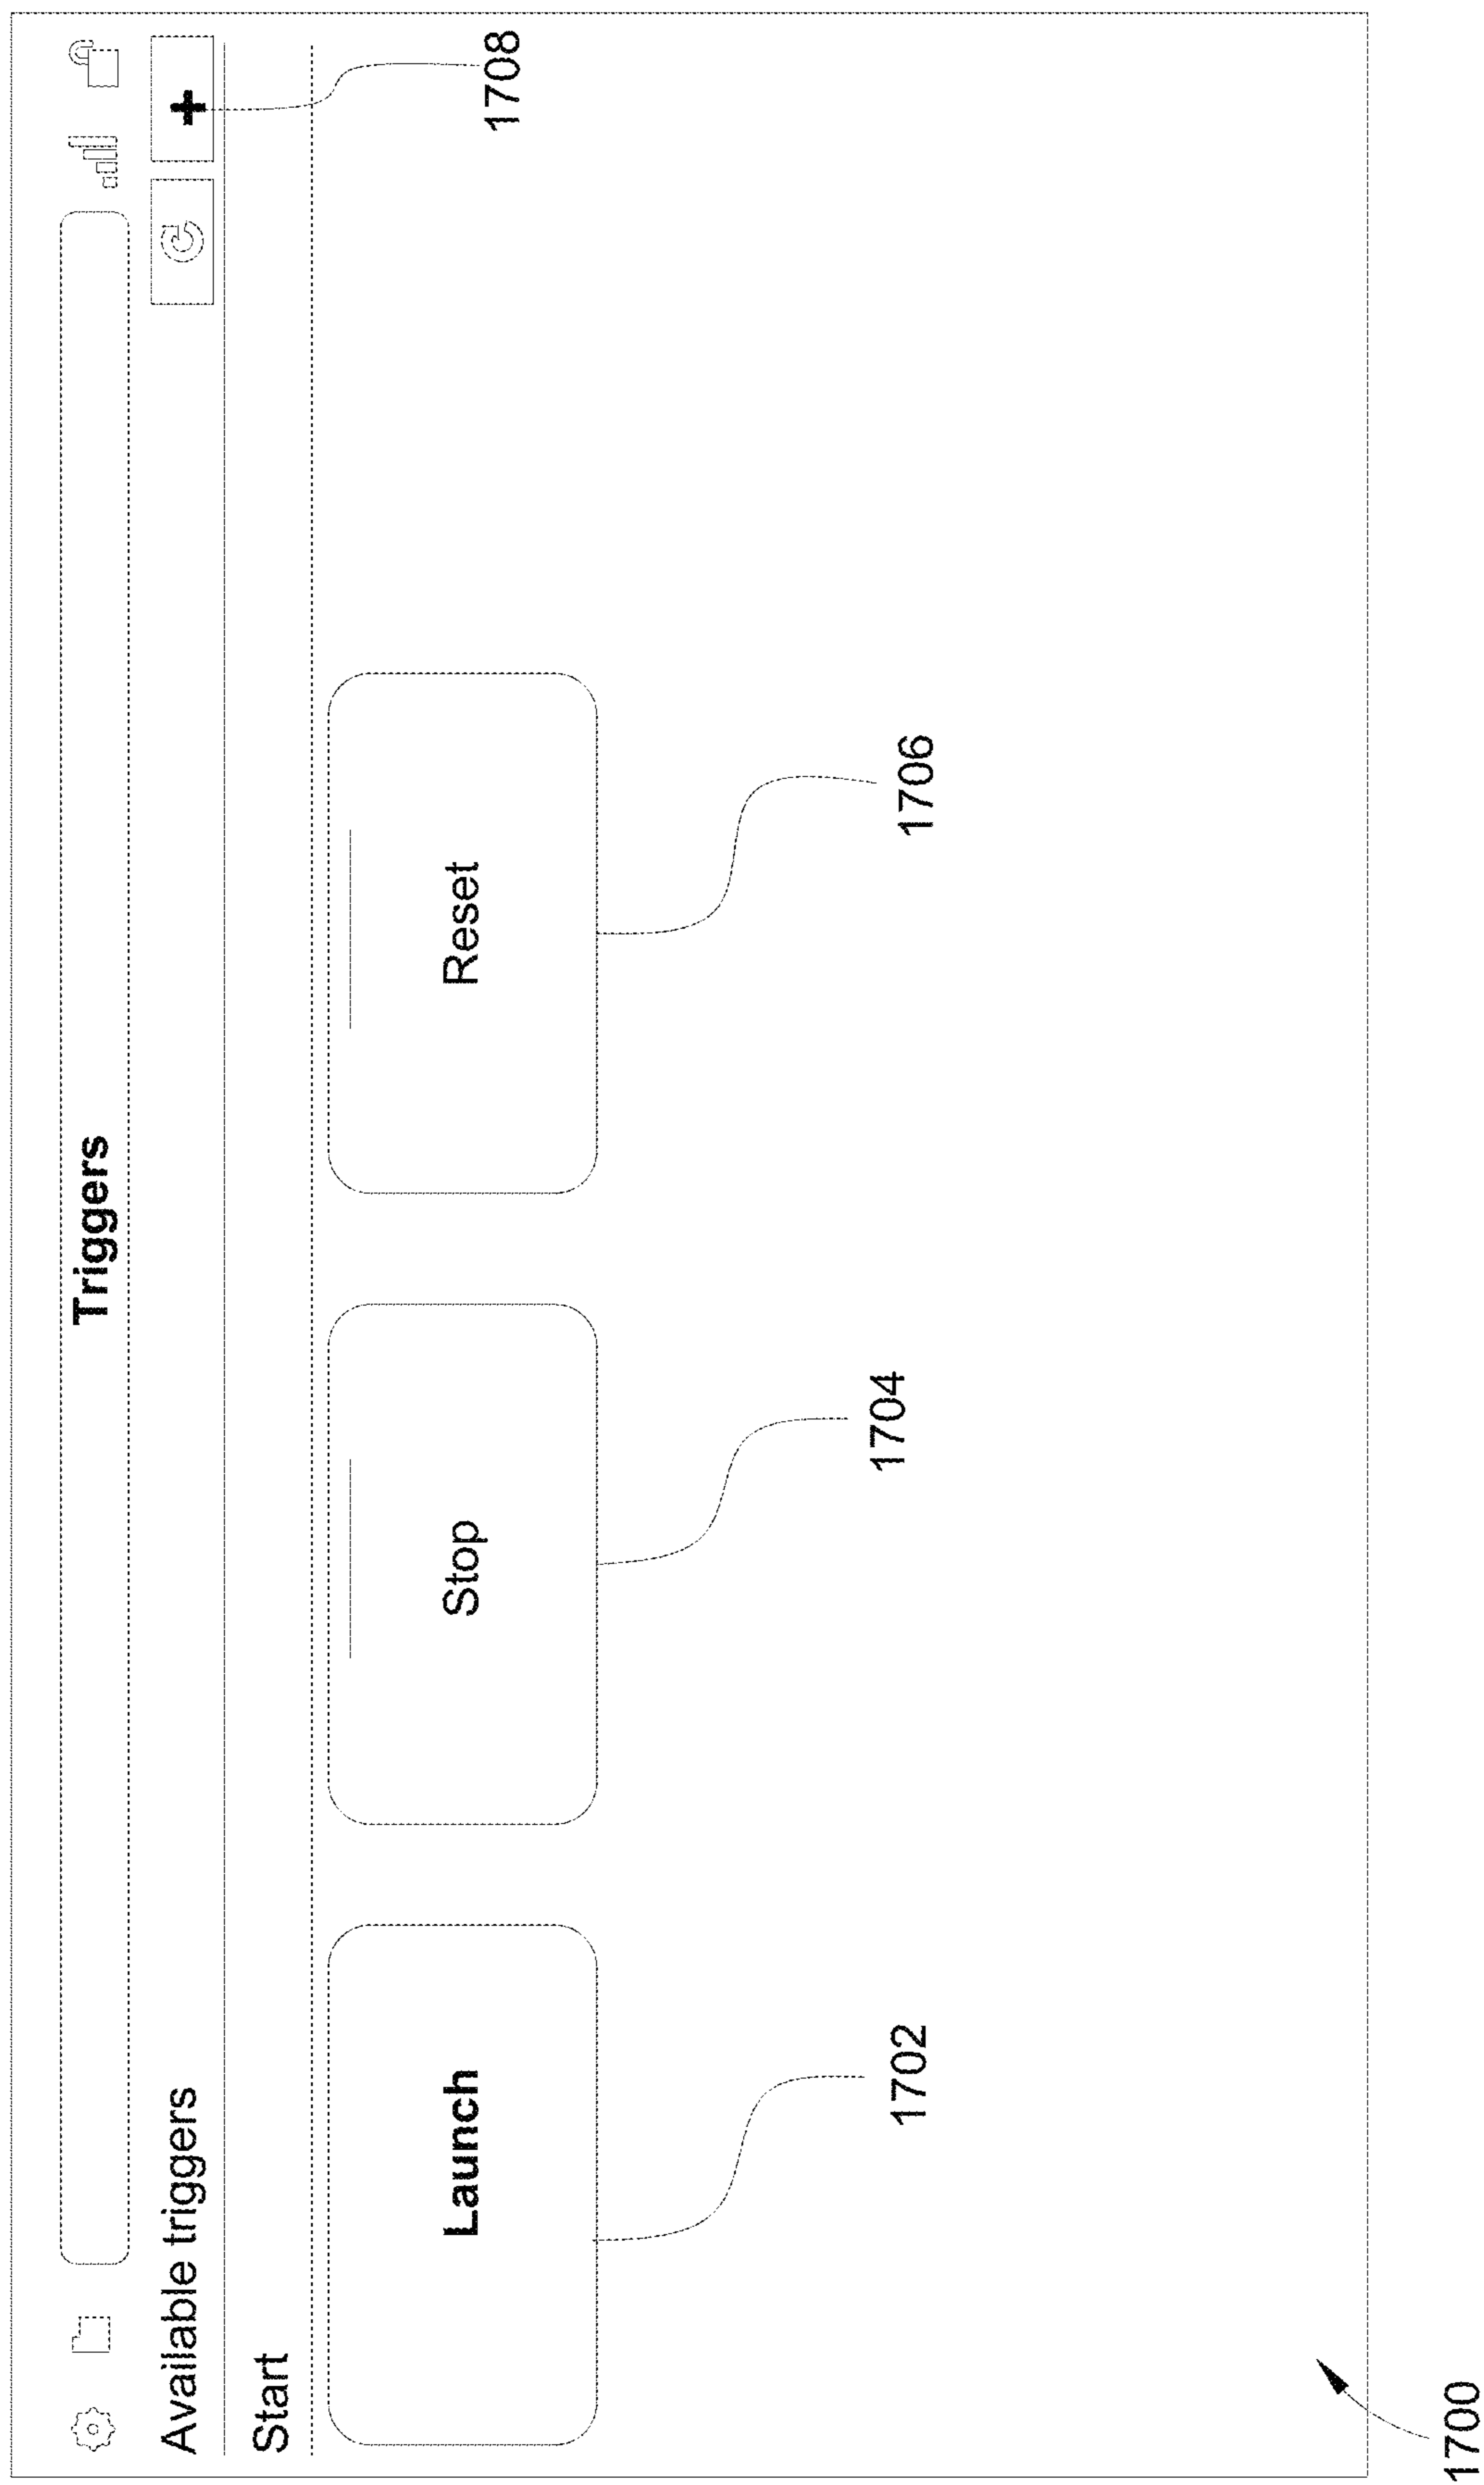 Triggers
Available triggers
+
Start
Launch
Stop
Reset
1708
1702
1704
1706
1700